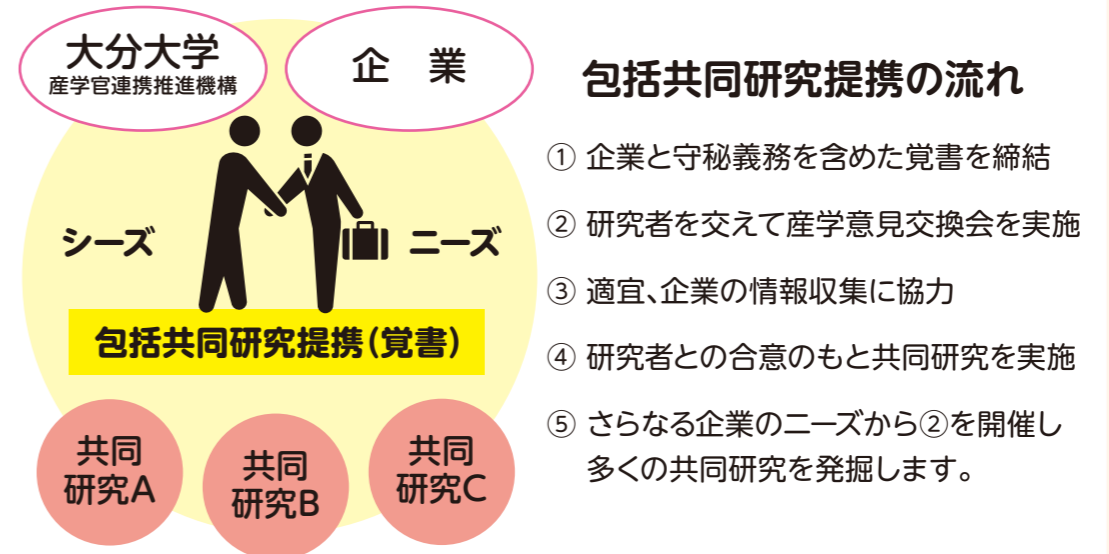 大分大学
産学官連携推進機構
企　業
シーズ
ニーズ
包括共同研究提携（覚書）
共同
研究A
共同
研究B
共同
研究C
包括共同研究提携の流れ
① 企業と守秘義務を含めた覚書を締結
② 研究者を交えて産学意見交換会を実施
③ 適宜、企業の情報収集に協力
④ 研究者との合意のもと共同研究を実施
⑤ さらなる企業のニーズから②を開催し
多くの共同研究を発掘します。